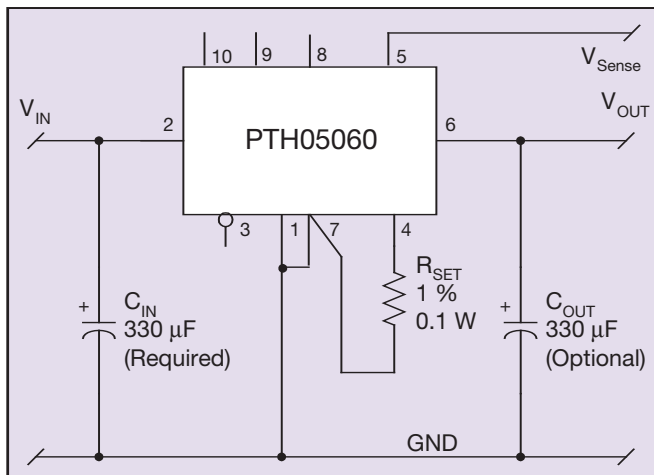 10
9
8
5
V_Sense
V_IN
V_OUT
2
PTH05060
6
3
1
7
4
R_SET
1 %
0.1 W
+
C_IN
330 µF
(Required)
+
C_OUT
330 µF
(Optional)
GND